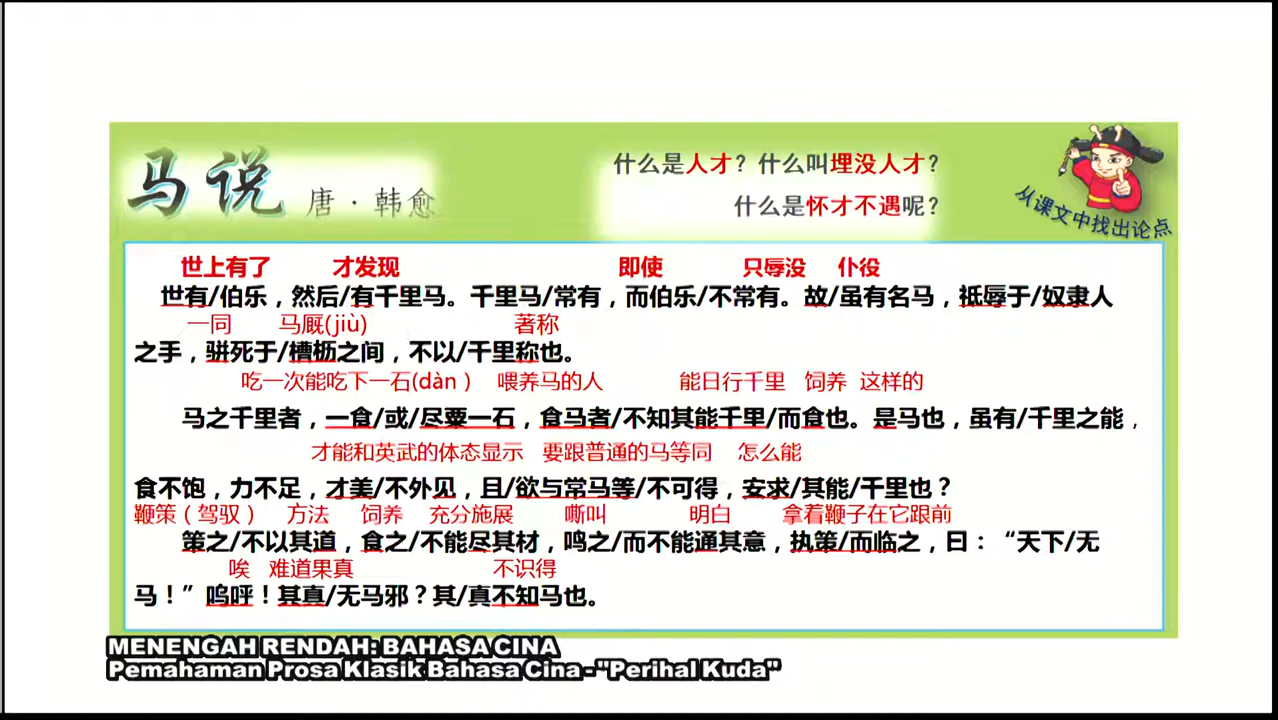 马说 唐·韩愈
什么是人才？什么叫埋没人才？
什么是怀才不遇呢？
从课文中找出论点
世上有了 才发现 即使 只辱没 仆役
世有/伯乐，然后/有千里马。千里马/常有，而伯乐/不常有。故/虽有名马，祗辱于/奴隶人
一同 马厩(jiù) 著称
之手，骈死于/槽枥之间，不以/千里称也。
吃一次能吃下一石(dàn） 喂养马的人 能日行千里 饲养 这样的
马之千里者，一食/或/尽粟一石，食马者/不知其能千里/而食也。是马也，虽有/千里之能，
才能和英武的体态显示 要跟普通的马等同 怎么能
食不饱，力不足，才美/不外见，且/欲与常马等/不可得，安求/其能/千里也？
鞭策（驾驭） 方法 饲养 充分施展 嘶叫 明白 拿着鞭子在它跟前
策之/不以其道，食之/不能尽其材，鸣之/而不能通其意，执策/而临之，曰：“天下/无
唉 难道果真 不识得
马！”呜呼！其真/无马邪？其/真不知马也。
MENENGAH RENDAH: BAHASA CINA
Pemahaman Prosa Klasik Bahasa Cina - "Perihal Kuda"